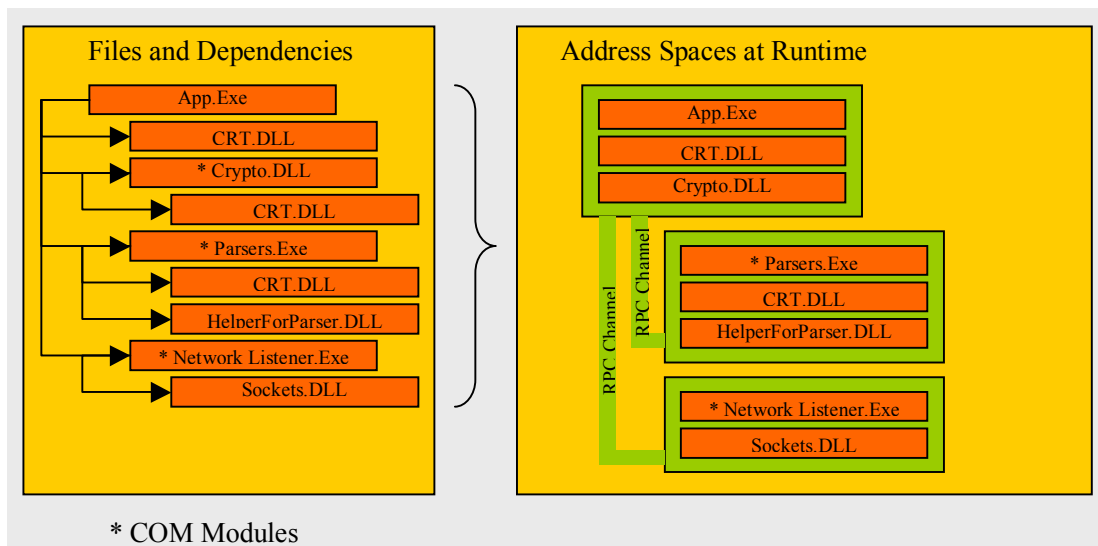 Files and Dependencies
App.Exe
CRT.DLL
* Crypto.DLL
CRT.DLL
* Parsers.Exe
CRT.DLL
HelperForParser.DLL
* Network Listener.Exe
Sockets.DLL
Address Spaces at Runtime
App.Exe
CRT.DLL
Crypto.DLL
RPC Channel
RPC Channel
* Parsers.Exe
CRT.DLL
HelperForParser.DLL
* Network Listener.Exe
Sockets.DLL
* COM Modules